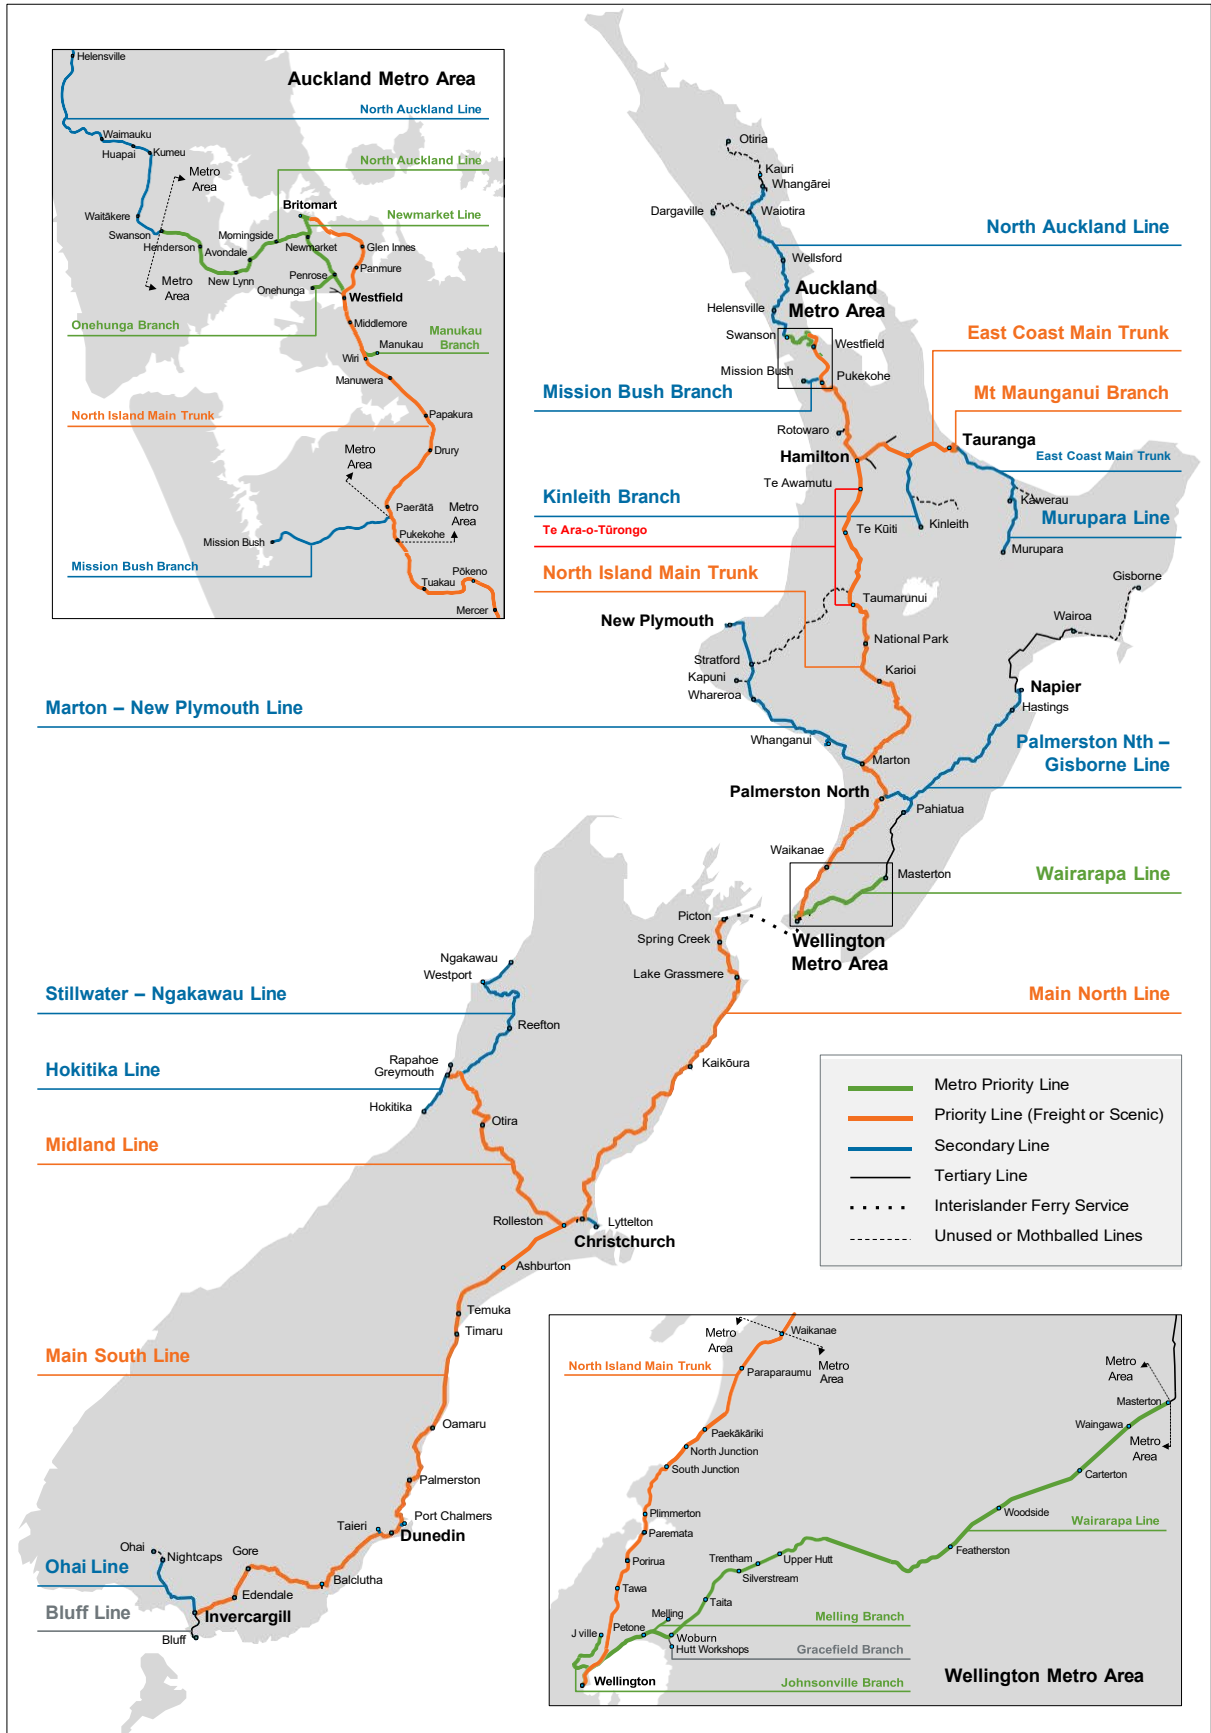 Helensville
Auckland Metro Area
North Auckland Line
Waimauku
Huapai
Kumeu
North Auckland Line
Metro
Area
Britomart
Newmarket Line
Waitākere
Swanson
Morningside
Henderson
Avondale
Newmarket
Glen Innes
Panmure
New Lynn
Penrose
Onehunga
Metro
Area
Westfield
Onehunga Branch
Middlemore
Manukau
Branch
Manukau
Wiri
Manuwera
North Island Main Trunk
Papakura
Metro
Area
Drury
Paerātā
Metro
Area
Mission Bush
Pukekohe
Mission Bush Branch
Pōkeno
Tuakau
Mercer
Otiria
Kauri
Whangārei
Dargaville
Waiotira
North Auckland Line
Wellsford
Auckland
Metro Area
Helensville
Swanson
Westfield
East Coast Main Trunk
Mission Bush
Pukekohe
Mission Bush Branch
Mt Maunganui Branch
Rotowaro
Tauranga
Hamilton
East Coast Main Trunk
Te Awamutu
Kinleith Branch
Kawerau
Kinleith
Murupara Line
Te Ara-o-Tūrongo
Te Kūiti
Murupara
North Island Main Trunk
Gisborne
Taumarunui
New Plymouth
Wairoa
National Park
Stratford
Kapuni
Karioi
Whareroa
Napier
Marton – New Plymouth Line
Hastings
Whanganui
Palmerston Nth –
Gisborne Line
Marton
Palmerston North
Pahiatua
Waikanae
Masterton
Wairarapa Line
Picton
Spring Creek
Wellington
Metro Area
Ngakawau
Westport
Lake Grassmere
Stillwater – Ngakawau Line
Main North Line
Reefton
Rapahoe
Greymouth
Kaikōura
Hokitika Line
Hokitika
Otira
Midland Line
Metro Priority Line
Priority Line (Freight or Scenic)
Secondary Line
Tertiary Line
Interislander Ferry Service
Unused or Mothballed Lines
Rolleston
Lyttelton
Christchurch
Ashburton
Temuka
Timaru
Main South Line
Oamaru
Palmerston
Port Chalmers
Taieri
Dunedin
Ohai
Nightcaps
Gore
Ohai Line
Balclutha
Edendale
Bluff Line
Invercargill
Bluff
Metro
Area
Waikanae
North Island Main Trunk
Metro
Area
Paraparaumu
Metro
Area
Masterton
Waingawa
Metro
Area
Paekākāriki
North Junction
South Junction
Carterton
Woodside
Plimmerton
Paremata
Wairarapa Line
Featherston
Porirua
Trentham
Upper Hutt
Silverstream
Tawa
Taita
Melling
Melling Branch
J ville
Petone
Woburn
Hutt Workshops
Gracefield Branch
Wellington
Johnsonville Branch
Wellington Metro Area